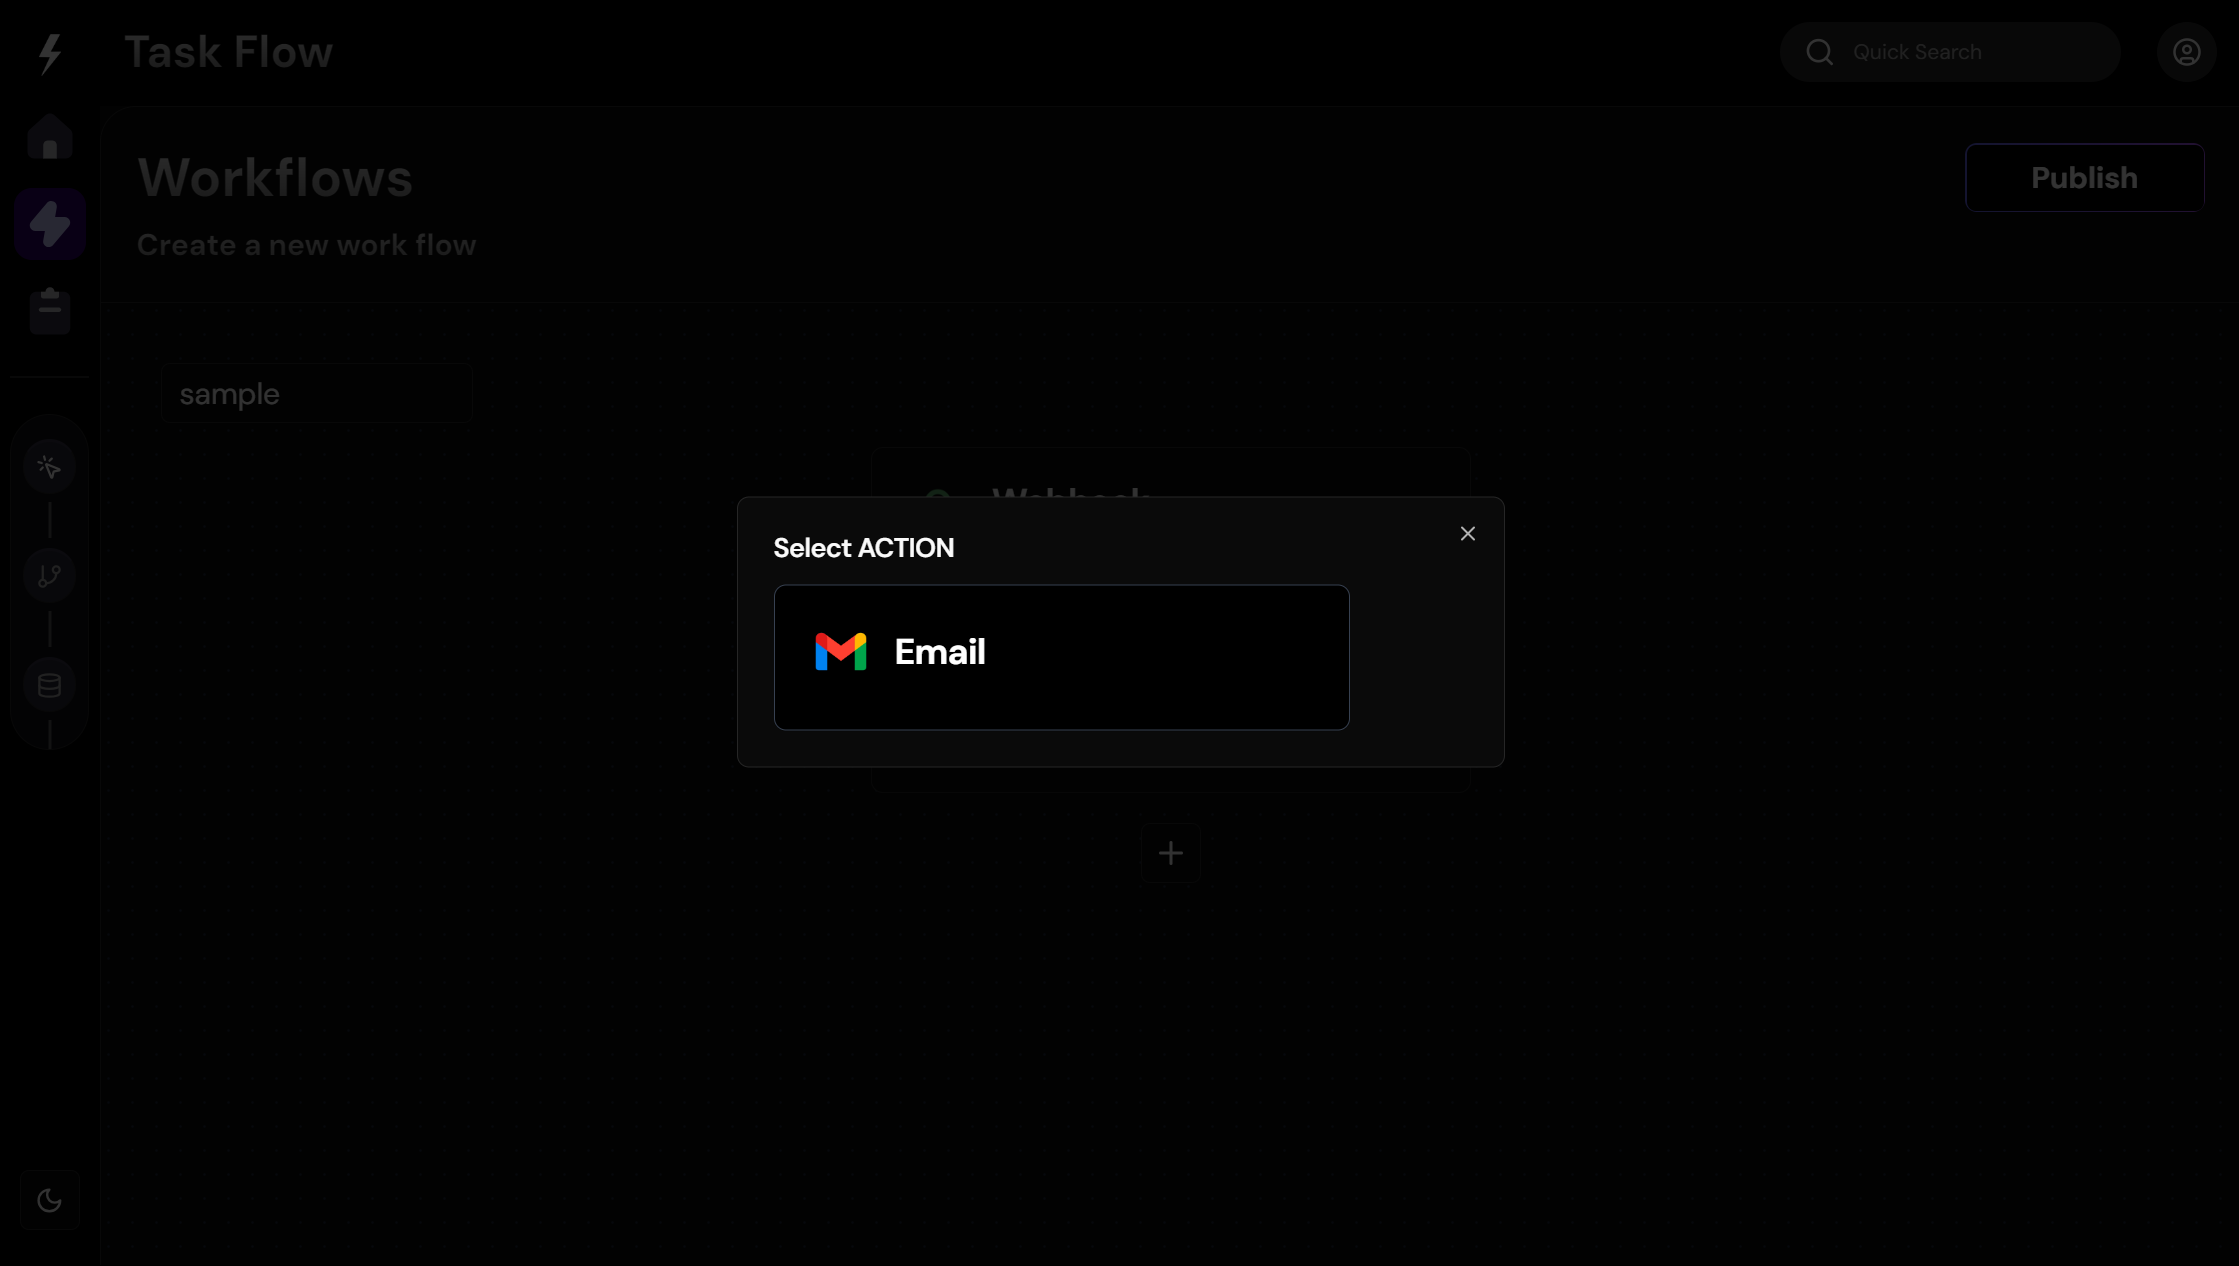 Task Flow
Quick Search
Workflows
Publish
Create a new work flow
sample
Webhook
Select ACTION
Email